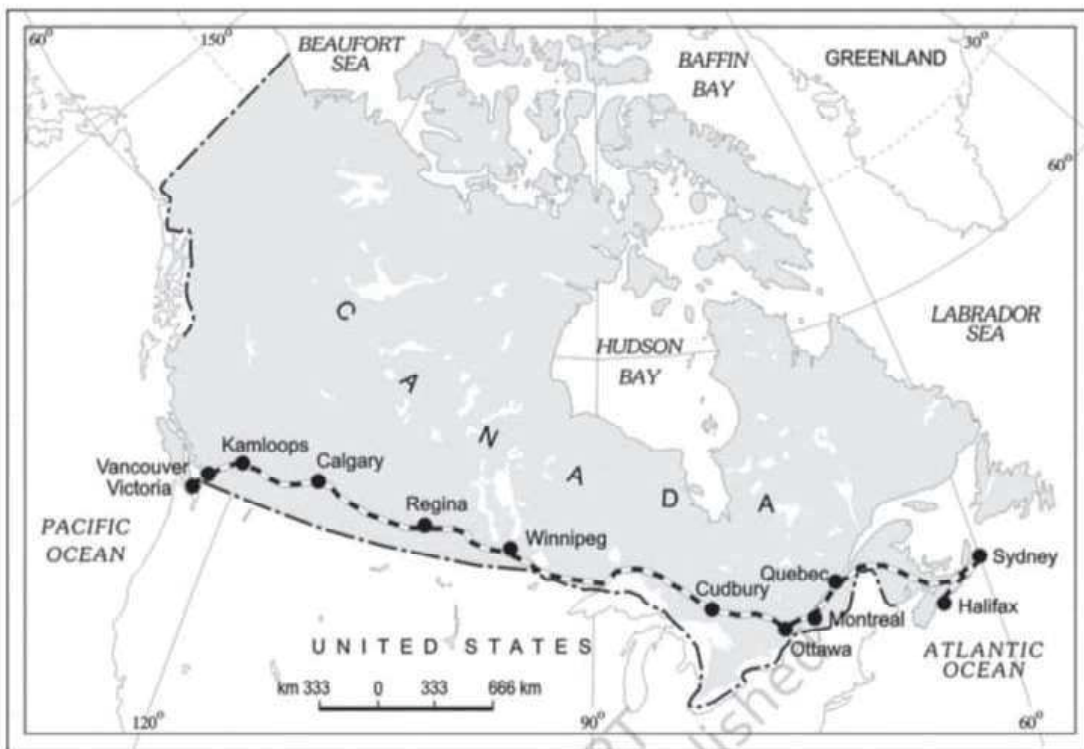 60°
150°
BEAUFORT
SEA
BAFFIN
BAY
GREENLAND
30°
60°
LABRADOR
SEA
HUDSON
BAY
C A N A D A
Kamloops
Vancouver
Victoria
Calgary
Regina
Winnipeg
PACIFIC
OCEAN
Cudbury
Quebec
Sydney
Halifax
Montreal
Ottawa
ATLANTIC
OCEAN
UNITED STATES
km 333 0 333 666 km
120°
90°
60°